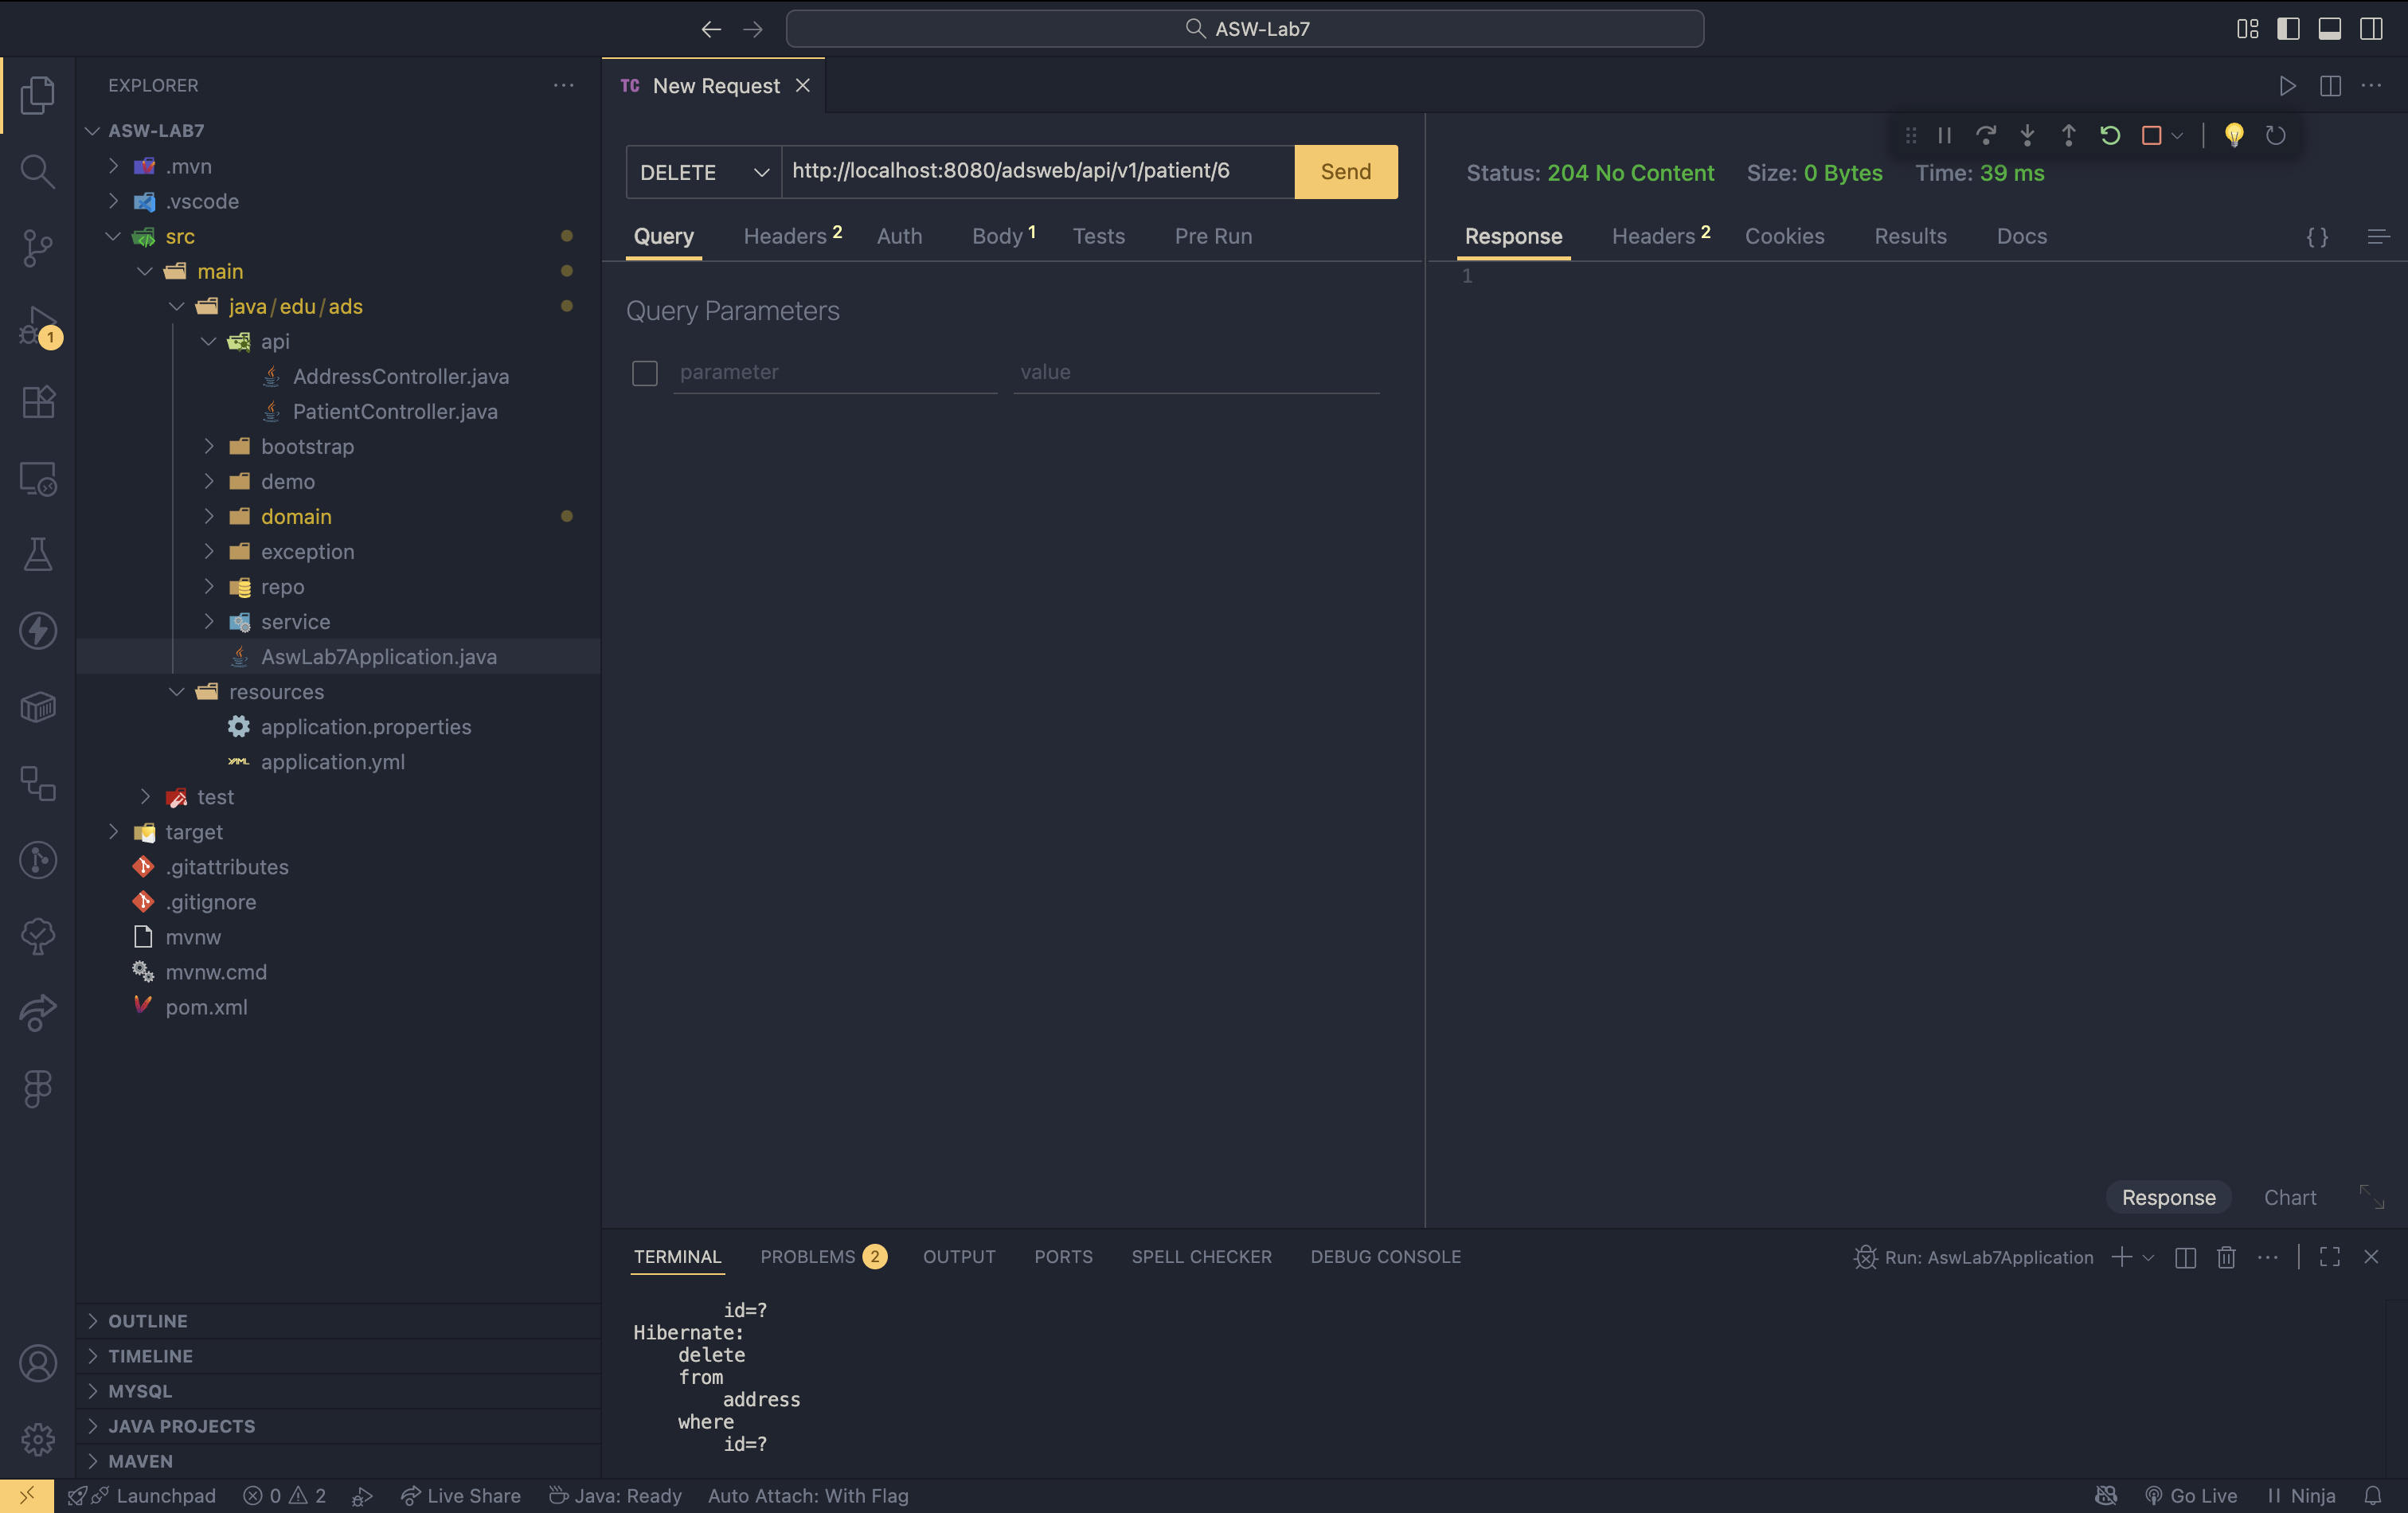 ASW-Lab7
EXPLORER
ASW-LAB7
.mvn
.vscode
src
main
java/edu/ads
api
AddressController.java
PatientController.java
bootstrap
demo
domain
exception
repo
service
AswLab7Application.java
resources
application.properties
YAML application.yml
test
target
.gitattributes
.gitignore
mvnw
mvnw.cmd
pom.xml
OUTLINE
TIMELINE
MYSQL
JAVA PROJECTS
MAVEN
1
TC New Request
DELETE http://localhost:8080/adsweb/api/v1/patient/6 Send
Query Headers 2 Auth Body 1 Tests Pre Run
Query Parameters
parameter value
Status: 204 No Content Size: 0 Bytes Time: 39 ms
Response Headers 2 Cookies Results Docs { }
1
Response Chart
TERMINAL PROBLEMS 2 OUTPUT PORTS SPELL CHECKER DEBUG CONSOLE Run: AswLab7Application
id=?
Hibernate:
delete
from
address
where
id=?
Launchpad 0 2 Live Share Java: Ready Auto Attach: With Flag Go Live Ninja